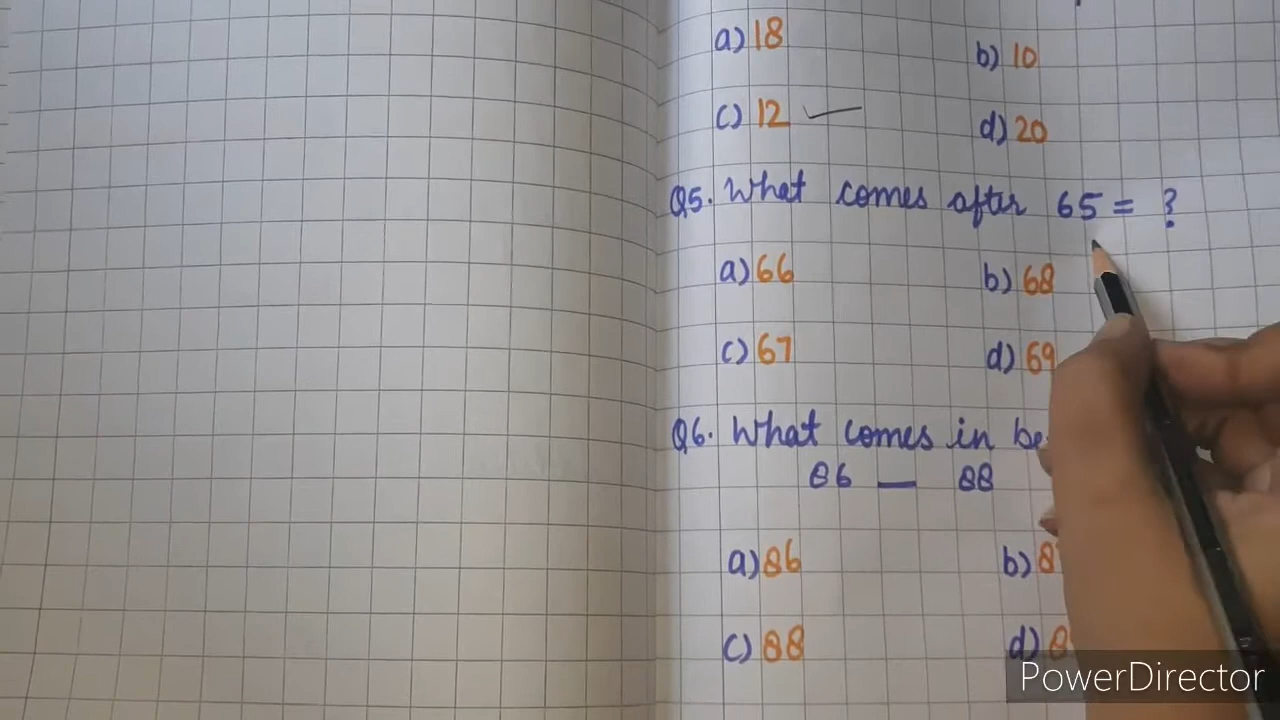 a) 18 b) 10
c) 12 d) 20
Q5. What comes after 65 = ?
a) 66 b) 68
c) 67 d) 69
Q6. What comes in
86 — 88
a) 86 b)
c) 88 d)
PowerDirector